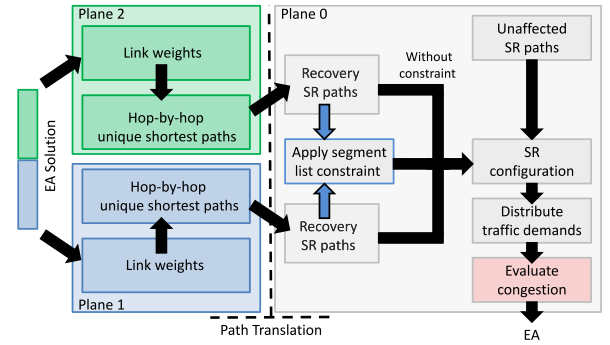 Plane 2
Link weights
Hop-by-hop
unique shortest paths
EA Solution
Hop-by-hop
unique shortest paths
Link weights
Plane 1
Path Translation
Plane 0
Recovery
SR paths
Without
constraint
Apply segment
list constraint
Recovery
SR paths
Unaffected
SR paths
SR
configuration
Distribute
traffic demands
Evaluate
congestion
EA